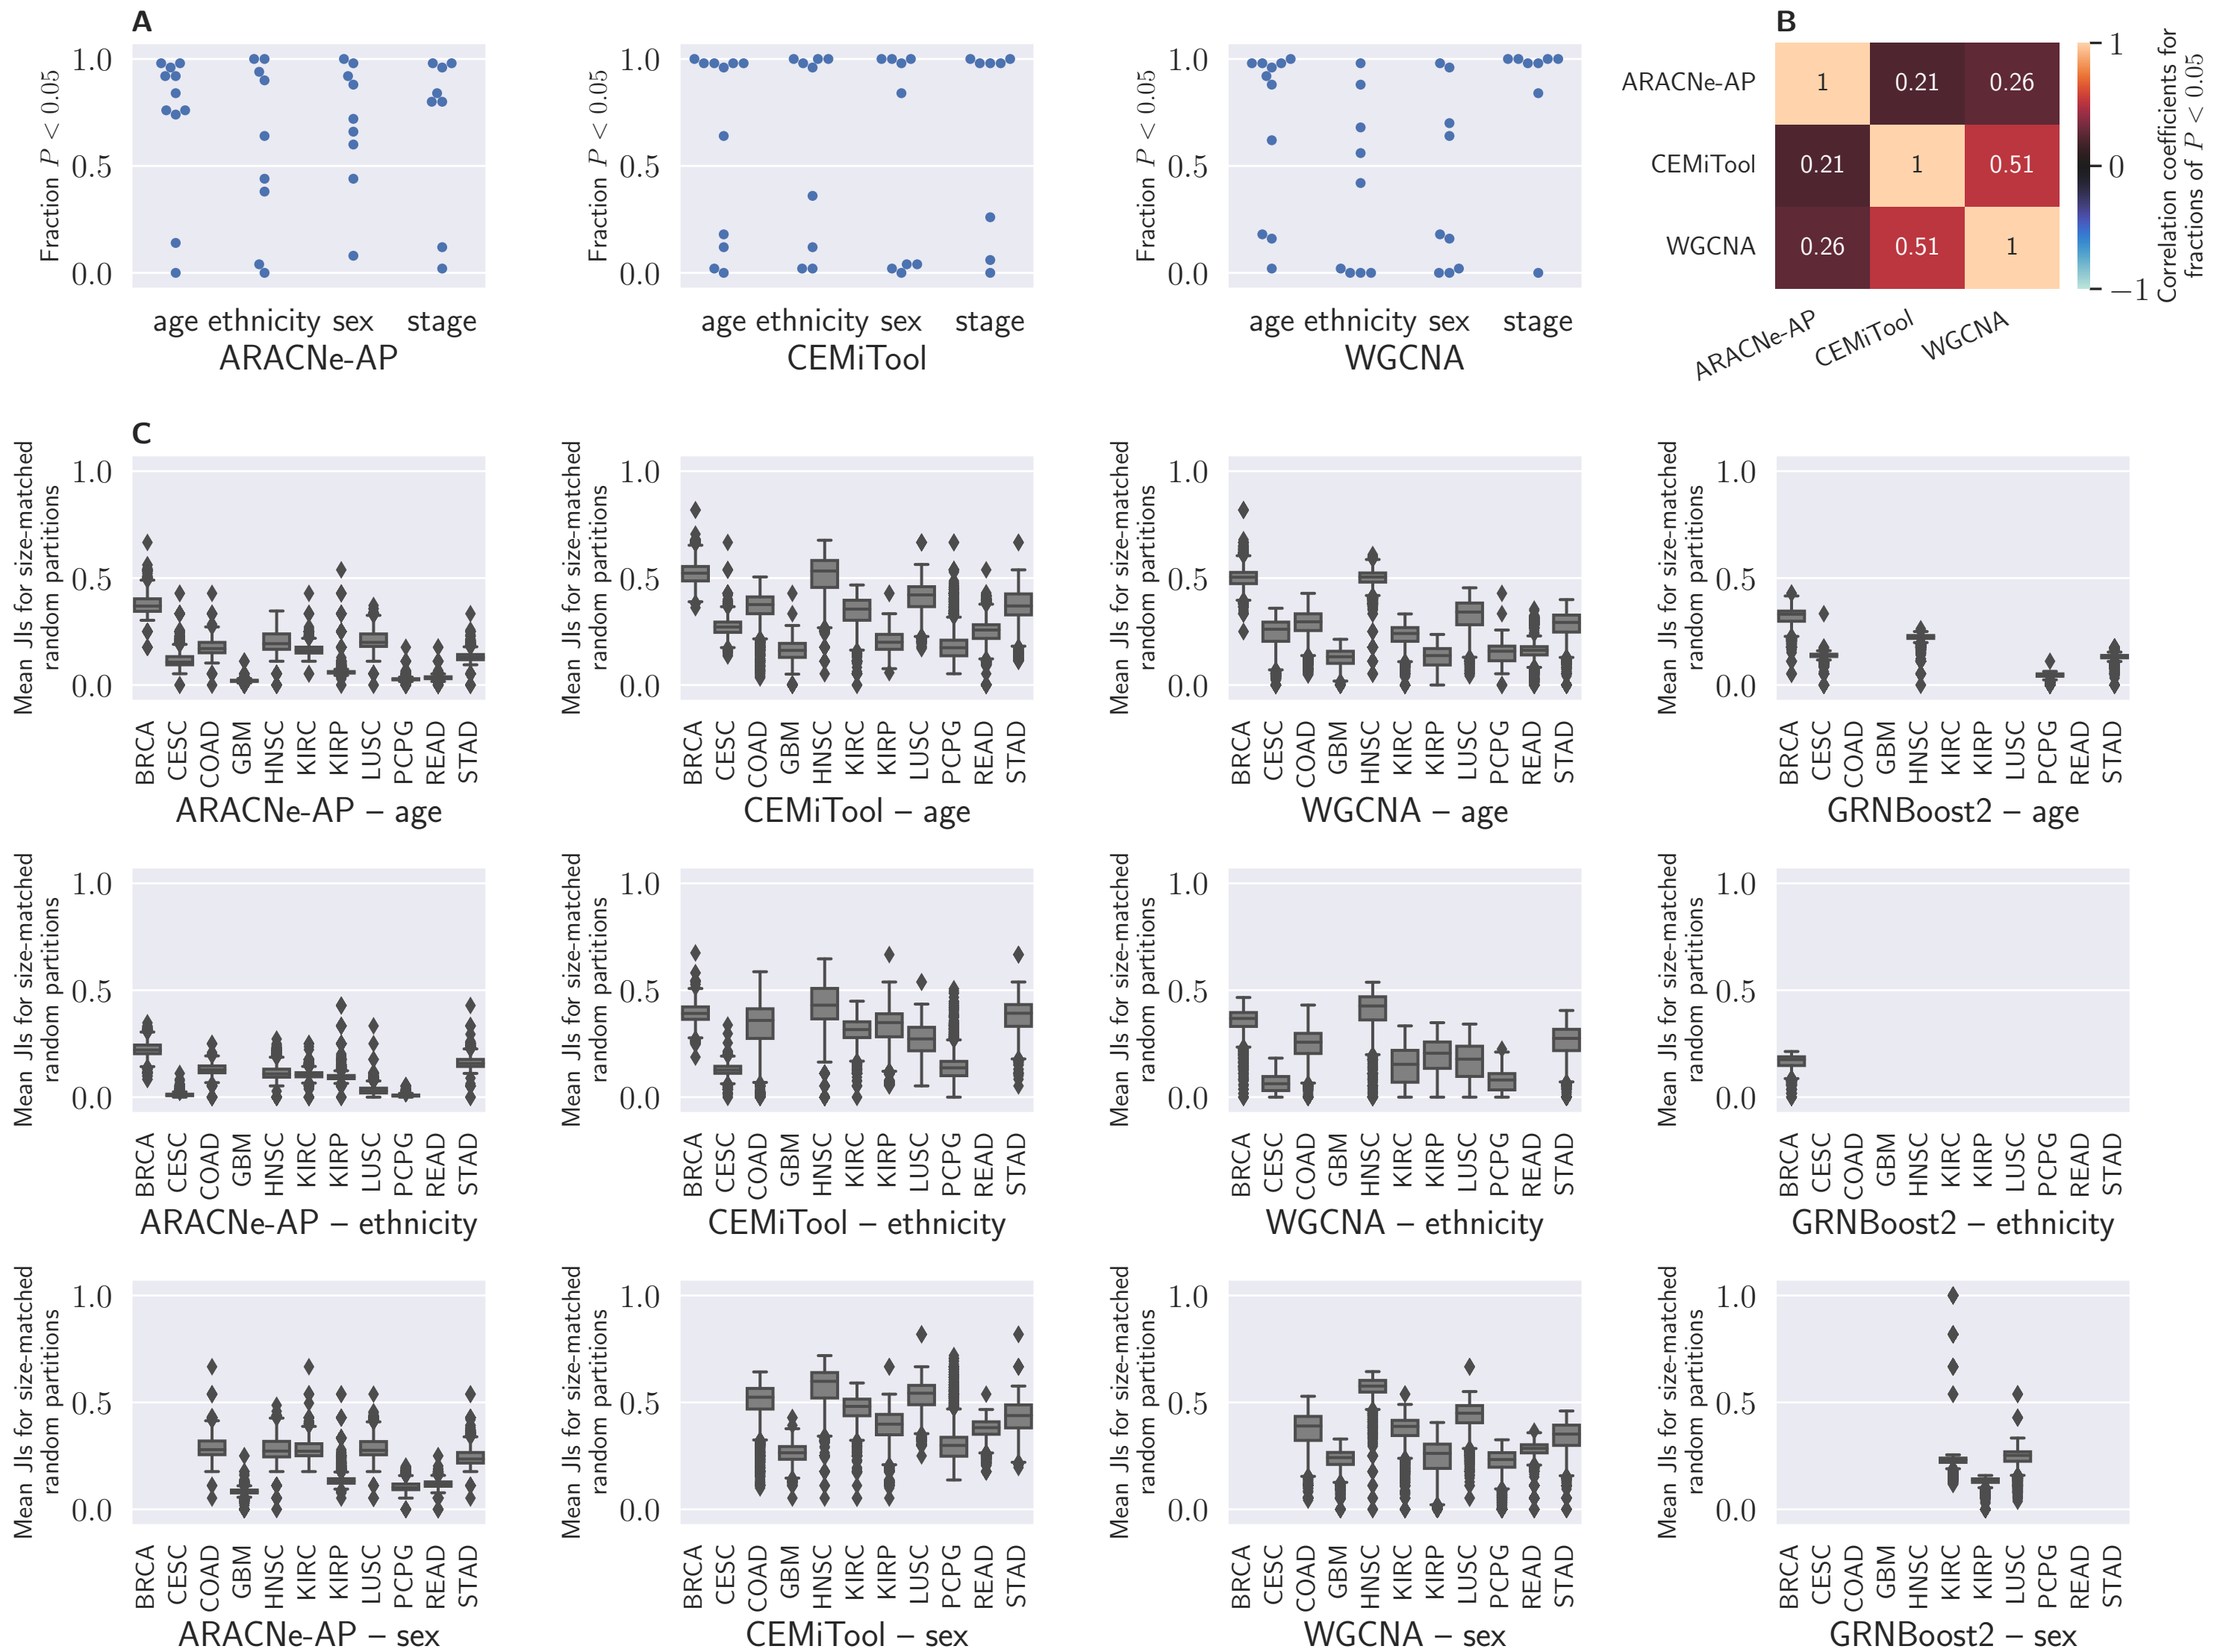 A
Fraction P < 0.05
1.0
0.5
0.0
age ethnicity sex stage
ARACNe-AP
Fraction P < 0.05
1.0
0.5
0.0
age ethnicity sex stage
CEMiTool
Fraction P < 0.05
1.0
0.5
0.0
age ethnicity sex stage
WGCNA
B
ARACNe-AP
CEMiTool
WGCNA
1 0.21 0.26
0.21 1 0.51
0.26 0.51 1
ARACNe-AP
CEMiTool
WGCNA
1
0
−1
Correlation coefficients for
fractions of P < 0.05
C
Mean JIs for size-matched
random partitions
1.0
0.5
0.0
BRCA CESC COAD GBM HNSC KIRC KIRP LUSC PCPG READ STAD
ARACNe-AP – age
Mean JIs for size-matched
random partitions
1.0
0.5
0.0
BRCA CESC COAD GBM HNSC KIRC KIRP LUSC PCPG READ STAD
CEMiTool – age
Mean JIs for size-matched
random partitions
1.0
0.5
0.0
BRCA CESC COAD GBM HNSC KIRC KIRP LUSC PCPG READ STAD
WGCNA – age
Mean JIs for size-matched
random partitions
1.0
0.5
0.0
BRCA CESC COAD GBM HNSC KIRC KIRP LUSC PCPG READ STAD
GRNBoost2 – age
Mean JIs for size-matched
random partitions
1.0
0.5
0.0
BRCA CESC COAD GBM HNSC KIRC KIRP LUSC PCPG READ STAD
ARACNe-AP – ethnicity
Mean JIs for size-matched
random partitions
1.0
0.5
0.0
BRCA CESC COAD GBM HNSC KIRC KIRP LUSC PCPG READ STAD
CEMiTool – ethnicity
Mean JIs for size-matched
random partitions
1.0
0.5
0.0
BRCA CESC COAD GBM HNSC KIRC KIRP LUSC PCPG READ STAD
WGCNA – ethnicity
Mean JIs for size-matched
random partitions
1.0
0.5
0.0
BRCA CESC COAD GBM HNSC KIRC KIRP LUSC PCPG READ STAD
GRNBoost2 – ethnicity
Mean JIs for size-matched
random partitions
1.0
0.5
0.0
BRCA CESC COAD GBM HNSC KIRC KIRP LUSC PCPG READ STAD
ARACNe-AP – sex
Mean JIs for size-matched
random partitions
1.0
0.5
0.0
BRCA CESC COAD GBM HNSC KIRC KIRP LUSC PCPG READ STAD
CEMiTool – sex
Mean JIs for size-matched
random partitions
1.0
0.5
0.0
BRCA CESC COAD GBM HNSC KIRC KIRP LUSC PCPG READ STAD
WGCNA – sex
Mean JIs for size-matched
random partitions
1.0
0.5
0.0
BRCA CESC COAD GBM HNSC KIRC KIRP LUSC PCPG READ STAD
GRNBoost2 – sex